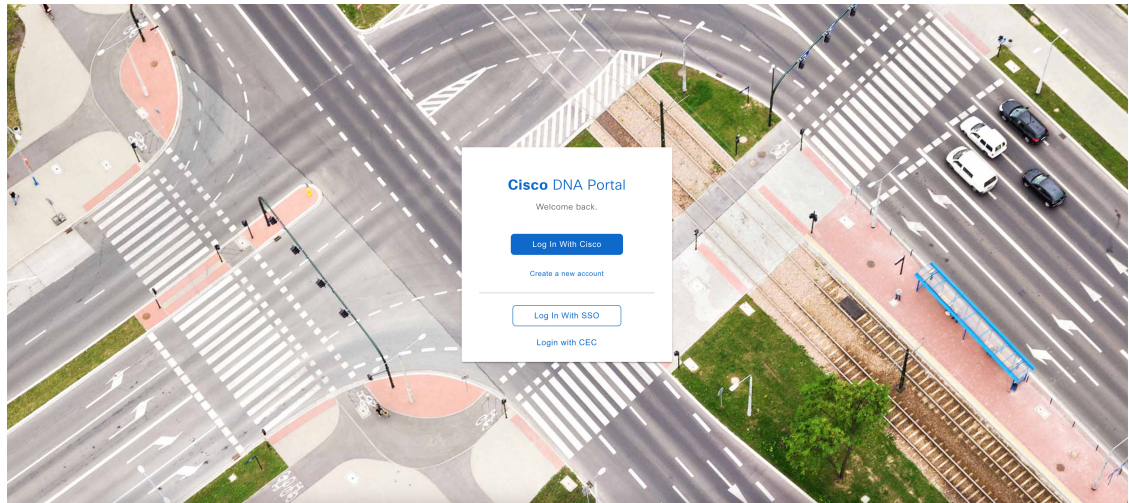 Cisco DNA Portal
Welcome back.
Log In With Cisco
Create a new account
Log In With SSO
Login with CEC